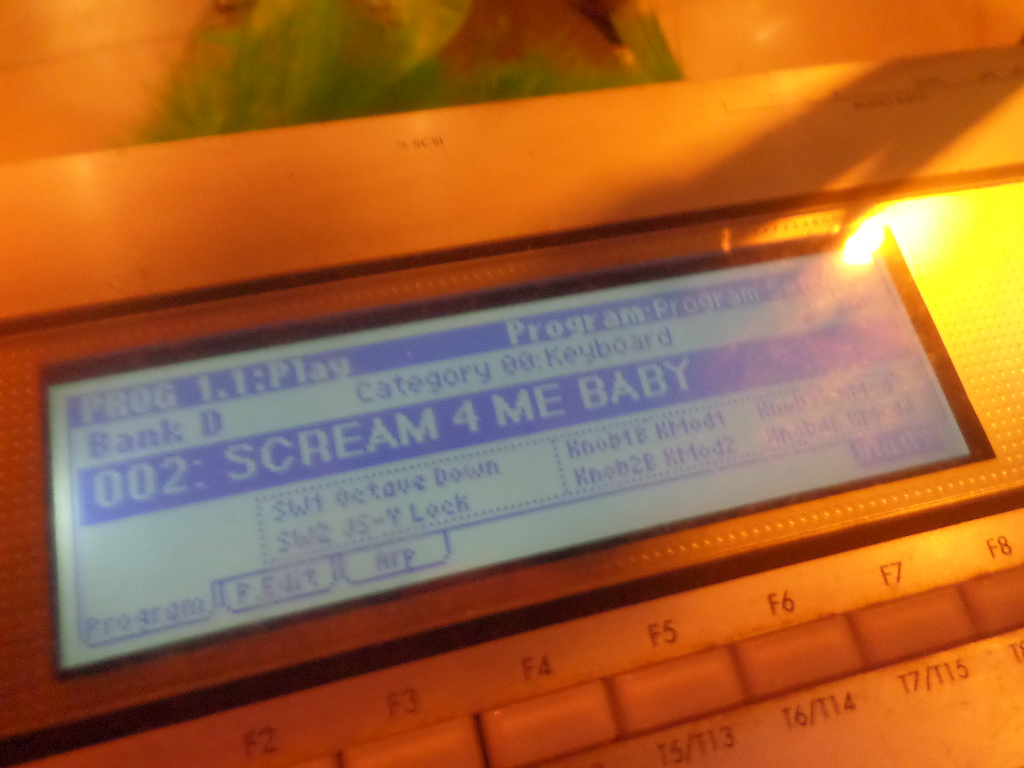 PROG 1.1:Play Program:Program
Bank D Category 00:Keyboard
002: SCREAM 4 ME BABY
SW1 Octave Down Knob1B KMod1
SW2 JS-Y Lock Knob2B KMod2
Program P.Edit Arp
F2 F3 F4 F5 F6 F7 F8
T5/T13 T6/T14 T7/T15